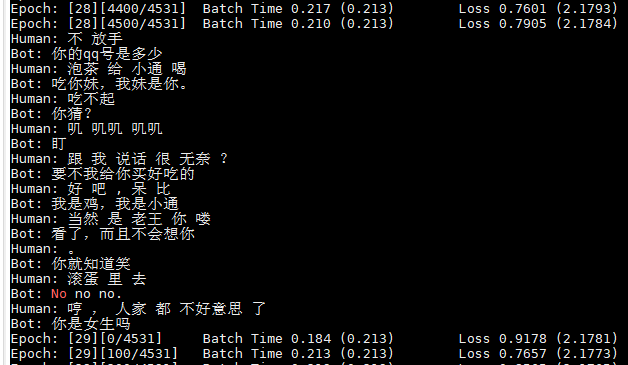 Epoch: [28][4400/4531] Batch Time 0.217 (0.213) Loss 0.7601 (2.1793)
Epoch: [28][4500/4531] Batch Time 0.210 (0.213) Loss 0.7905 (2.1784)
Human: 不 放手
Bot: 你的qq号是多少
Human: 泡茶 给 小通 喝
Bot: 吃你妹，我妹是你。
Human: 吃不起
Bot: 你猜？
Human: 叽 叽叽 叽叽
Bot: 盯
Human: 跟 我 说话 很 无奈 ？
Bot: 要不我给你买好吃的
Human: 好 吧 , 呆 比
Bot: 我是鸡，我是小通
Human: 当然 是 老王 你 喽
Bot: 看了，而且不会想你
Human: 。
Bot: 你就知道笑
Human: 滚蛋 里 去
Bot: No no no.
Human: 哼 ， 人家 都 不好意思 了
Bot: 你是女生吗
Epoch: [29][0/4531] Batch Time 0.184 (0.213) Loss 0.9178 (2.1781)
Epoch: [29][100/4531] Batch Time 0.213 (0.213) Loss 0.7657 (2.1773)